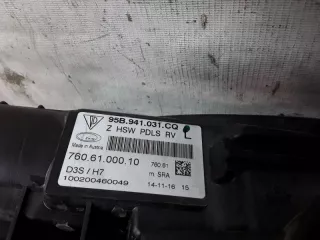 95B.941.031.CQ
Z HSW PDLS RV
Made in Austria
760.61.000.10
760.61
m SRA
D3S / H7
14-11-16 15
100200460049